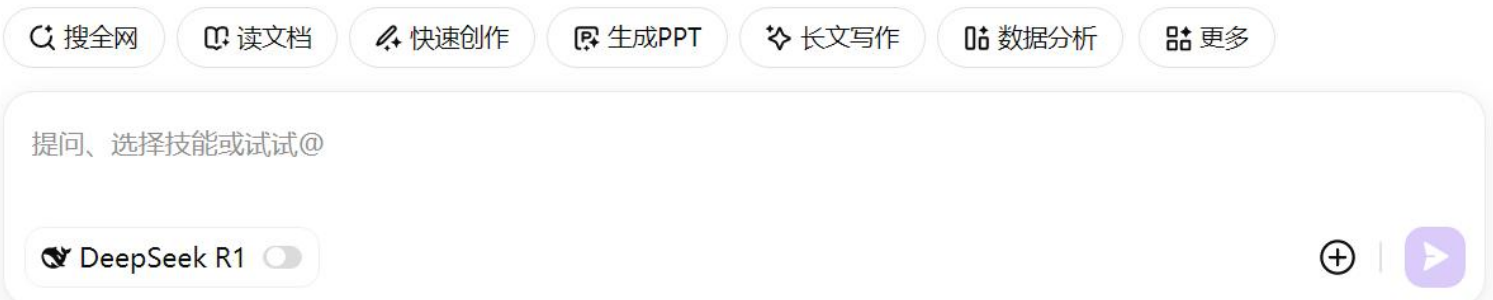 搜全网 读文档 快速创作 生成PPT 长文写作 数据分析 更多
提问、选择技能或试试@
DeepSeek R1